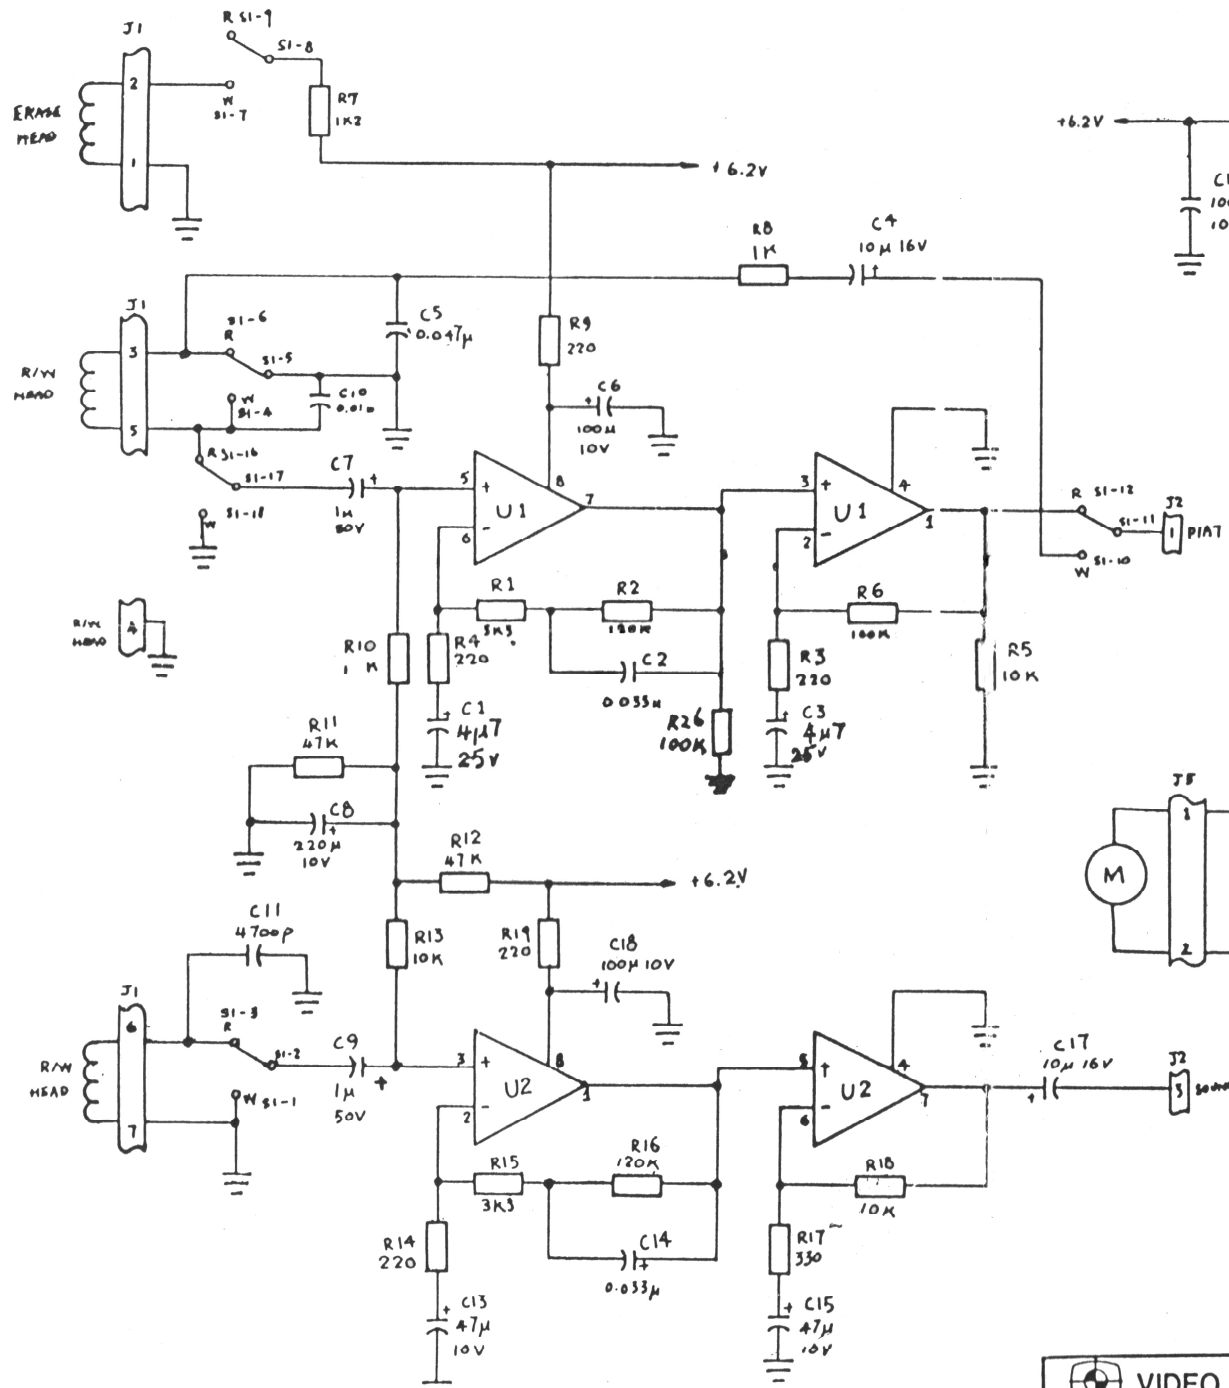 J1
R S1-9
S1-8
2
W
S1-7
R7
1K2
ERASE
HEAD
1
+6.2V
+6.2V
R8
1K
C4
10µ 16V
J1
S1-6
R
3
S1-5
C5
0.047µ
R9
220
R/W
HEAD
W
S1-4
C10
C6
+
100µ
10V
5
R S1-16
S1-17
C7
+
1µ
50V
S1-18
W
5
+
8
7
U1
-
6
3
+
4
1
U1
-
2
R
S1-12
S1-11
J2
1
W
S1-10
R/W
HEAD
4
R1
3K3
R2
120K
R6
100K
R10
R4
220
C2
0.033µ
R3
220
R5
10K
+
C1
4µ7
25V
R26
100K
C3
4µ7
25V
R11
47K
C8
+
220µ
10V
R12
47K
+6.2V
J5
1
M
2
C11
4700P
R13
10K
R19
220
C18
100µ 10V
+
J1
S1-3
R
6
S1-2
C9
+
1µ
50V
R/W
HEAD
W S1-1
7
3
+
8
1
U2
-
2
5
+
4
7
U2
-
6
C17
10µ 16V
+
J2
3
R15
3K3
R16
120K
R18
10K
R14
220
C14
+
0.033µ
R17
330
+
C13
47µ
10V
+
C15
47µ
10V
VIDEO